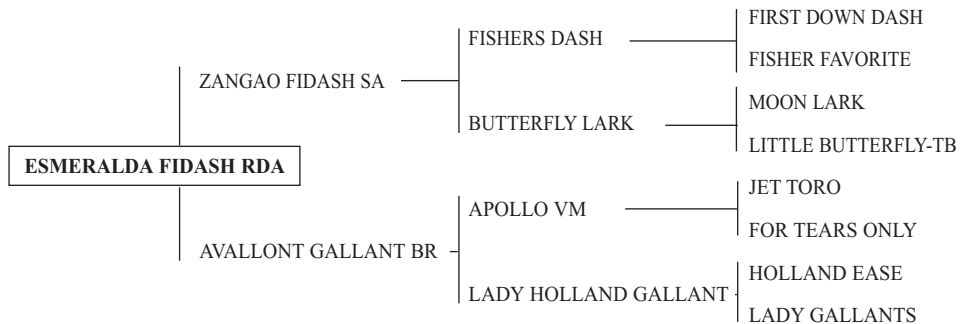 FIRST DOWN DASH
FISHERS DASH
FISHER FAVORITE
ZANGAO FIDASH SA
MOON LARK
BUTTERFLY LARK
LITTLE BUTTERFLY-TB
ESMERALDA FIDASH RDA
JET TORO
APOLLO VM
FOR TEARS ONLY
AVALLONT GALLANT BR
HOLLAND EASE
LADY HOLLAND GALLANT
LADY GALLANTS